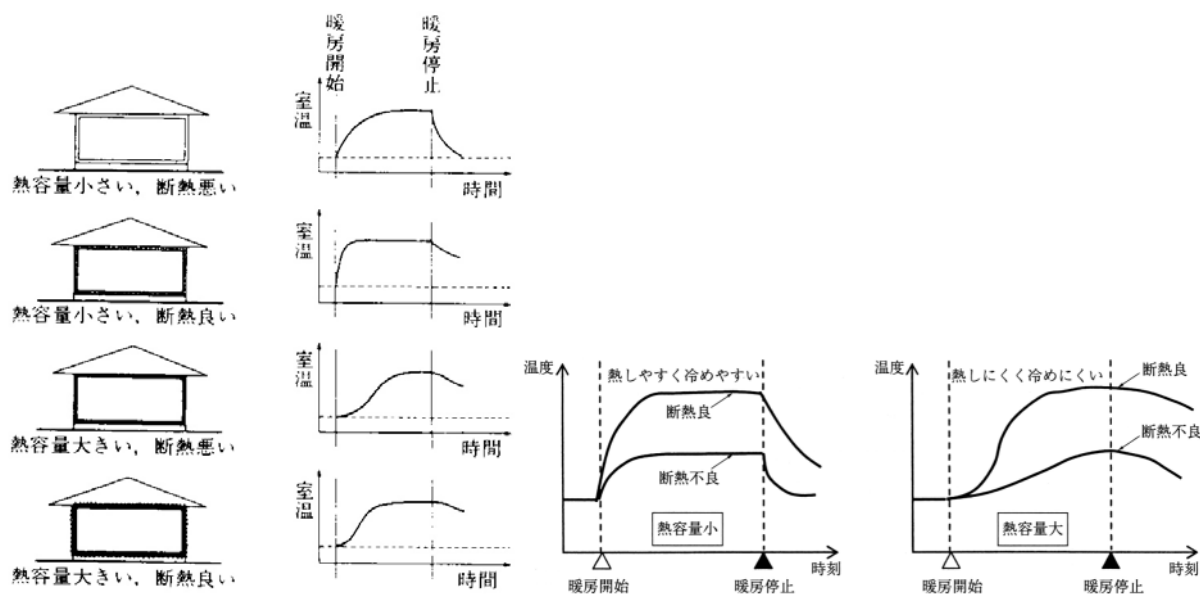 暖房開始
暖房停止
室温
時間
熱容量小さい，断熱悪い
室温
時間
熱容量小さい，断熱良い
室温
時間
熱容量大きい，断熱悪い
室温
時間
熱容量大きい，断熱良い
温度
熱しやすく冷めやすい
断熱良
断熱不良
熱容量小
時刻
暖房開始
暖房停止
温度
熱しにくく冷めにくい
断熱良
断熱不良
熱容量大
時刻
暖房開始
暖房停止